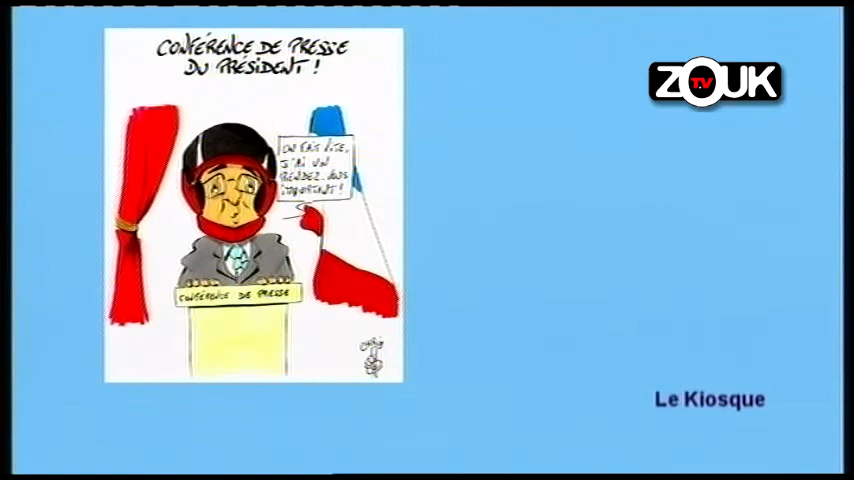 CONFÉRENCE DE PRESSE
DU PRÉSIDENT !
ZOUK
TV
ON FAIT VITE,
J'AI UN
RENDEZ-VOUS
IMPORTANT !
CONFÉRENCE DE PRESSE
Le Kiosque